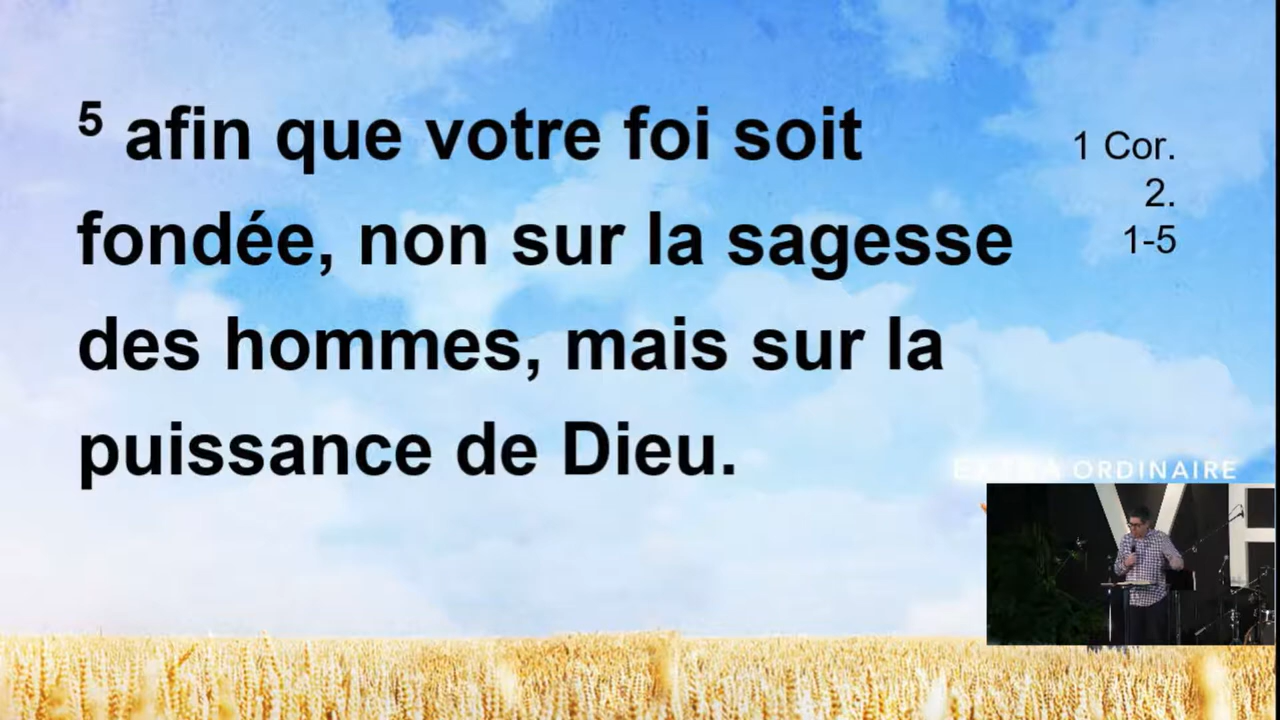 ⁵ afin que votre foi soit
fondée, non sur la sagesse
des hommes, mais sur la
puissance de Dieu.
1 Cor.
2.
1-5
ORDINAIRE